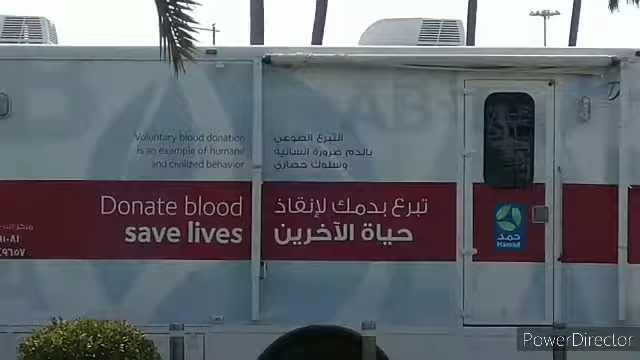 Voluntary blood donation
is an example of humane
and civilized behavior
التبرع الطوعي
بالدم ضرورة انسانية
وسلوك حضاري
Donate blood
save lives
تبرع بدمك لإنقاذ
حياة الآخرين
حمد
Hamad
PowerDirector